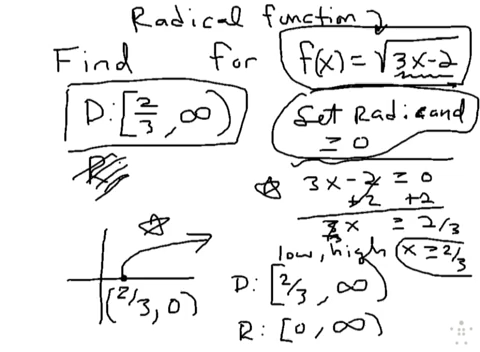 Radical function
Find for f(x) = √3x-2
D: [2/3, ∞)
Set Radicand
≥ 0
R:
3x - 2 ≥ 0
+2 +2
3x ≥ 2/3
3
low, high x ≥ 2/3
D: [2/3, ∞)
(2/3, 0)
R: [0, ∞)